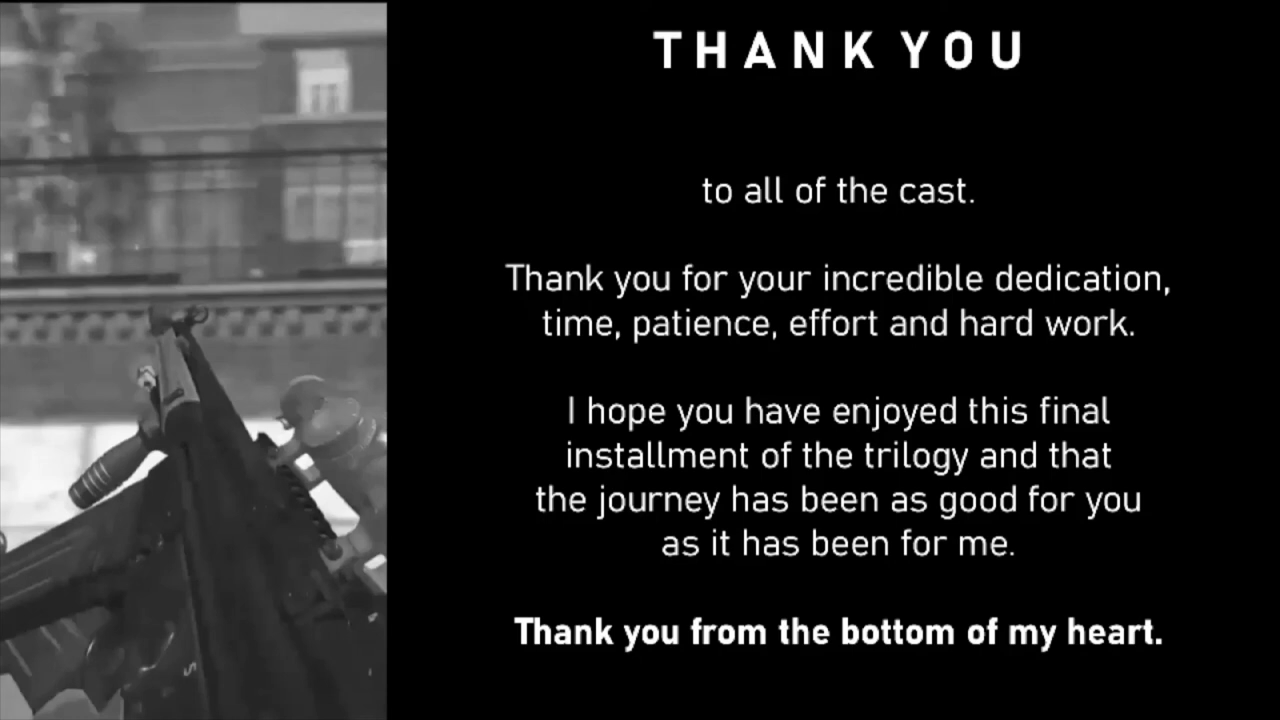 THANK YOU
to all of the cast.
Thank you for your incredible dedication,
time, patience, effort and hard work.
I hope you have enjoyed this final
installment of the trilogy and that
the journey has been as good for you
as it has been for me.
Thank you from the bottom of my heart.